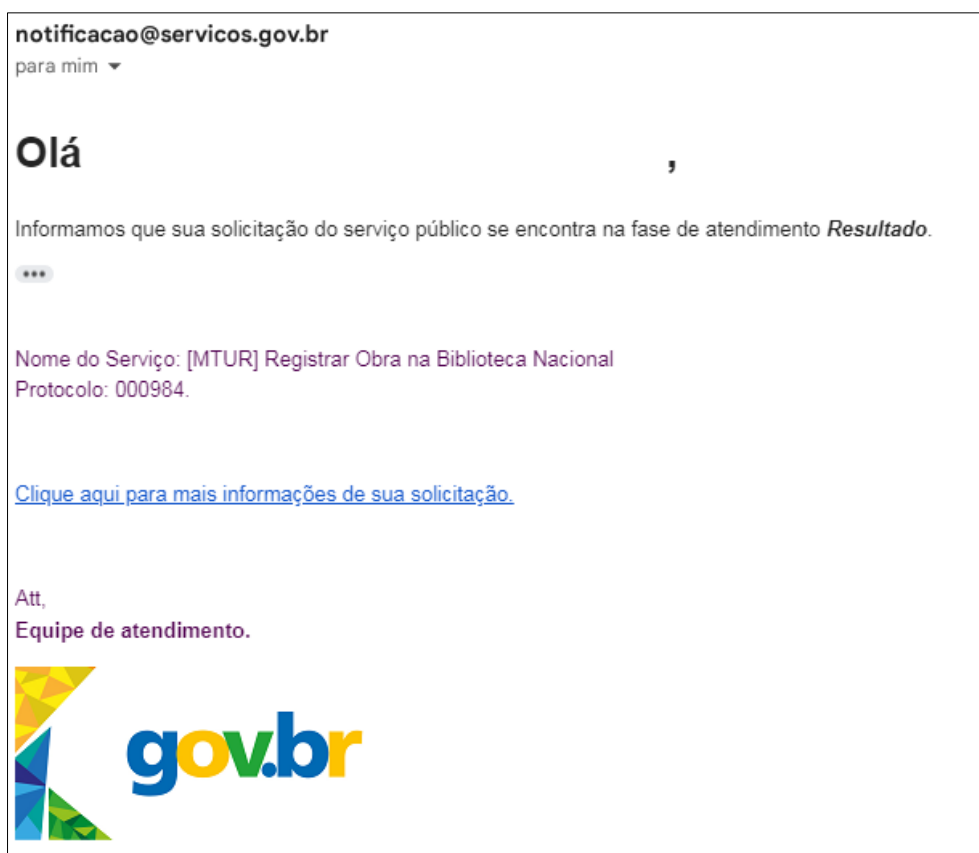 notificacao@servicos.gov.br
para mim
Olá ,
Informamos que sua solicitação do serviço público se encontra na fase de atendimento Resultado.
Nome do Serviço: [MTUR] Registrar Obra na Biblioteca Nacional
Protocolo: 000984.
Clique aqui para mais informações de sua solicitação.
Att,
Equipe de atendimento.
gov.br